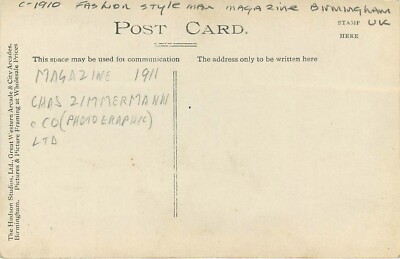 C-1910 FASHION STYLE MAN MAGAZINE BIRMINGHAM
UK
POST CARD.
STAMP
HERE
This space may be used for communication
The address only to be written here
MAGAZINE 1911
CHAS ZIMMERMANN
& CO (PHOTOGRAPHIC)
LTD
The Hudson Studios, Ltd., Great Western Arcade & City Arcades,
Birmingham. Pictures & Picture Framing at Wholesale Prices